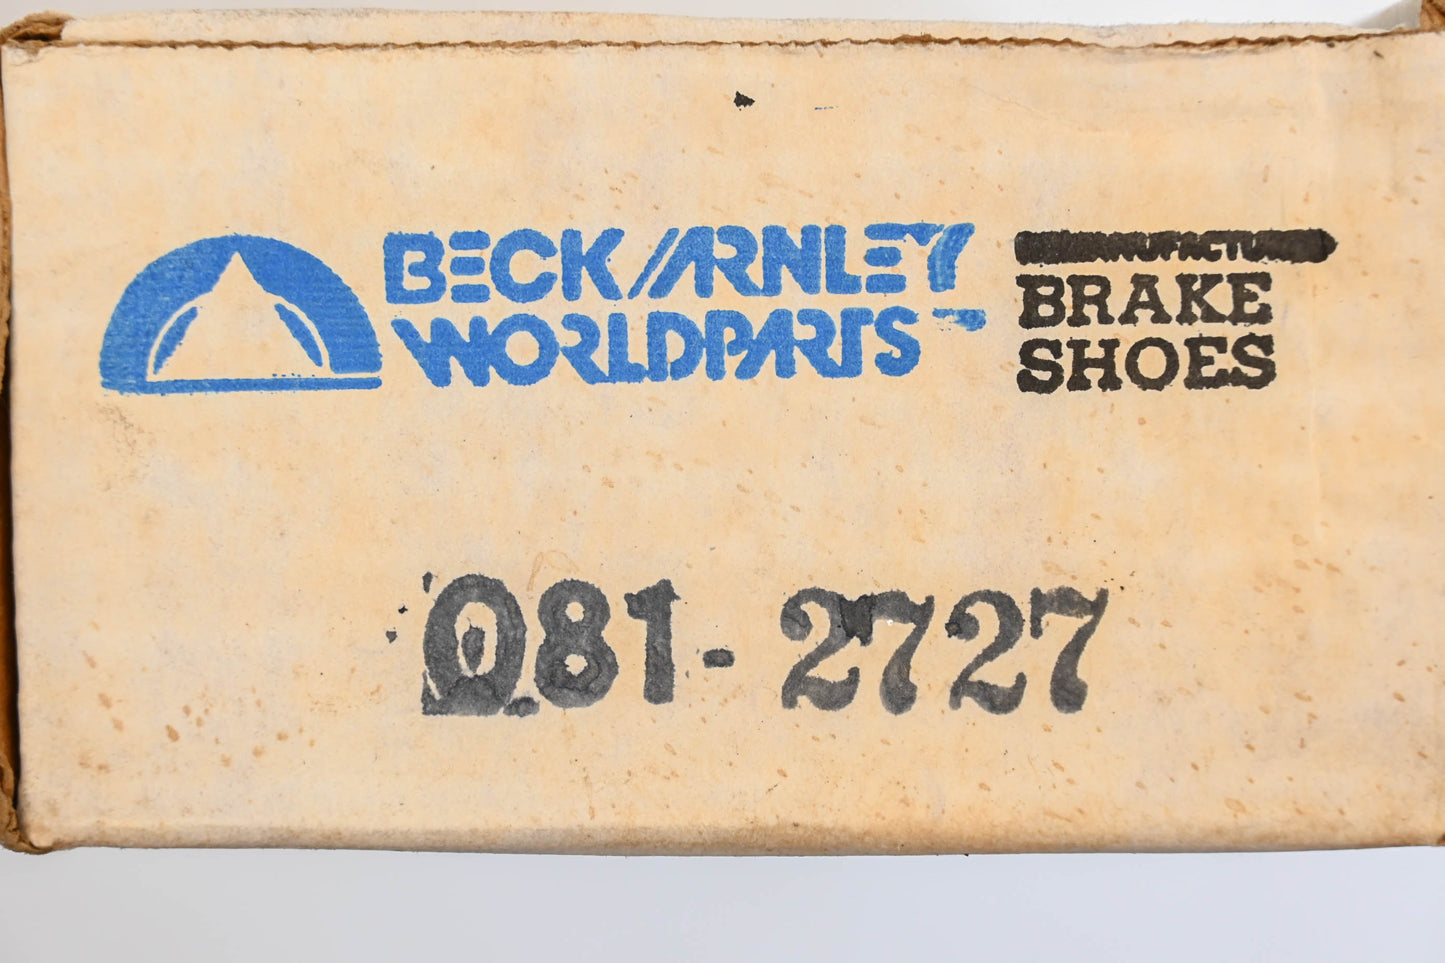 BECK/ARNLEY
WORLDPARTS
BRAKE
SHOES
081-2727